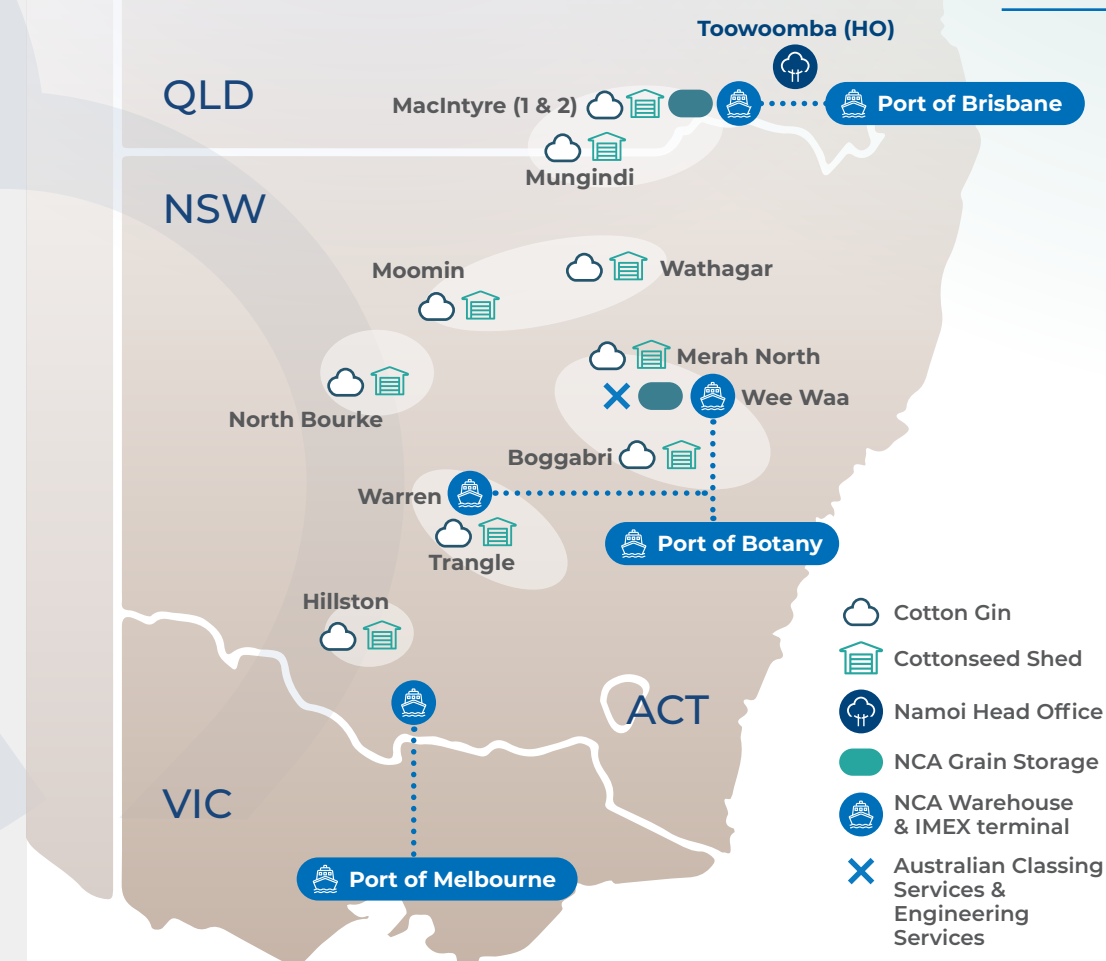 Toowoomba (HO)
QLD
MacIntyre (1 & 2)
Port of Brisbane
Mungindi
NSW
Moomin
Wathagar
Merah North
Wee Waa
North Bourke
Boggabri
Warren
Port of Botany
Trangle
Hillston
ACT
VIC
Port of Melbourne
Cotton Gin
Cottonseed Shed
Namoi Head Office
NCA Grain Storage
NCA Warehouse
& IMEX terminal
Australian Classing
Services &
Engineering
Services